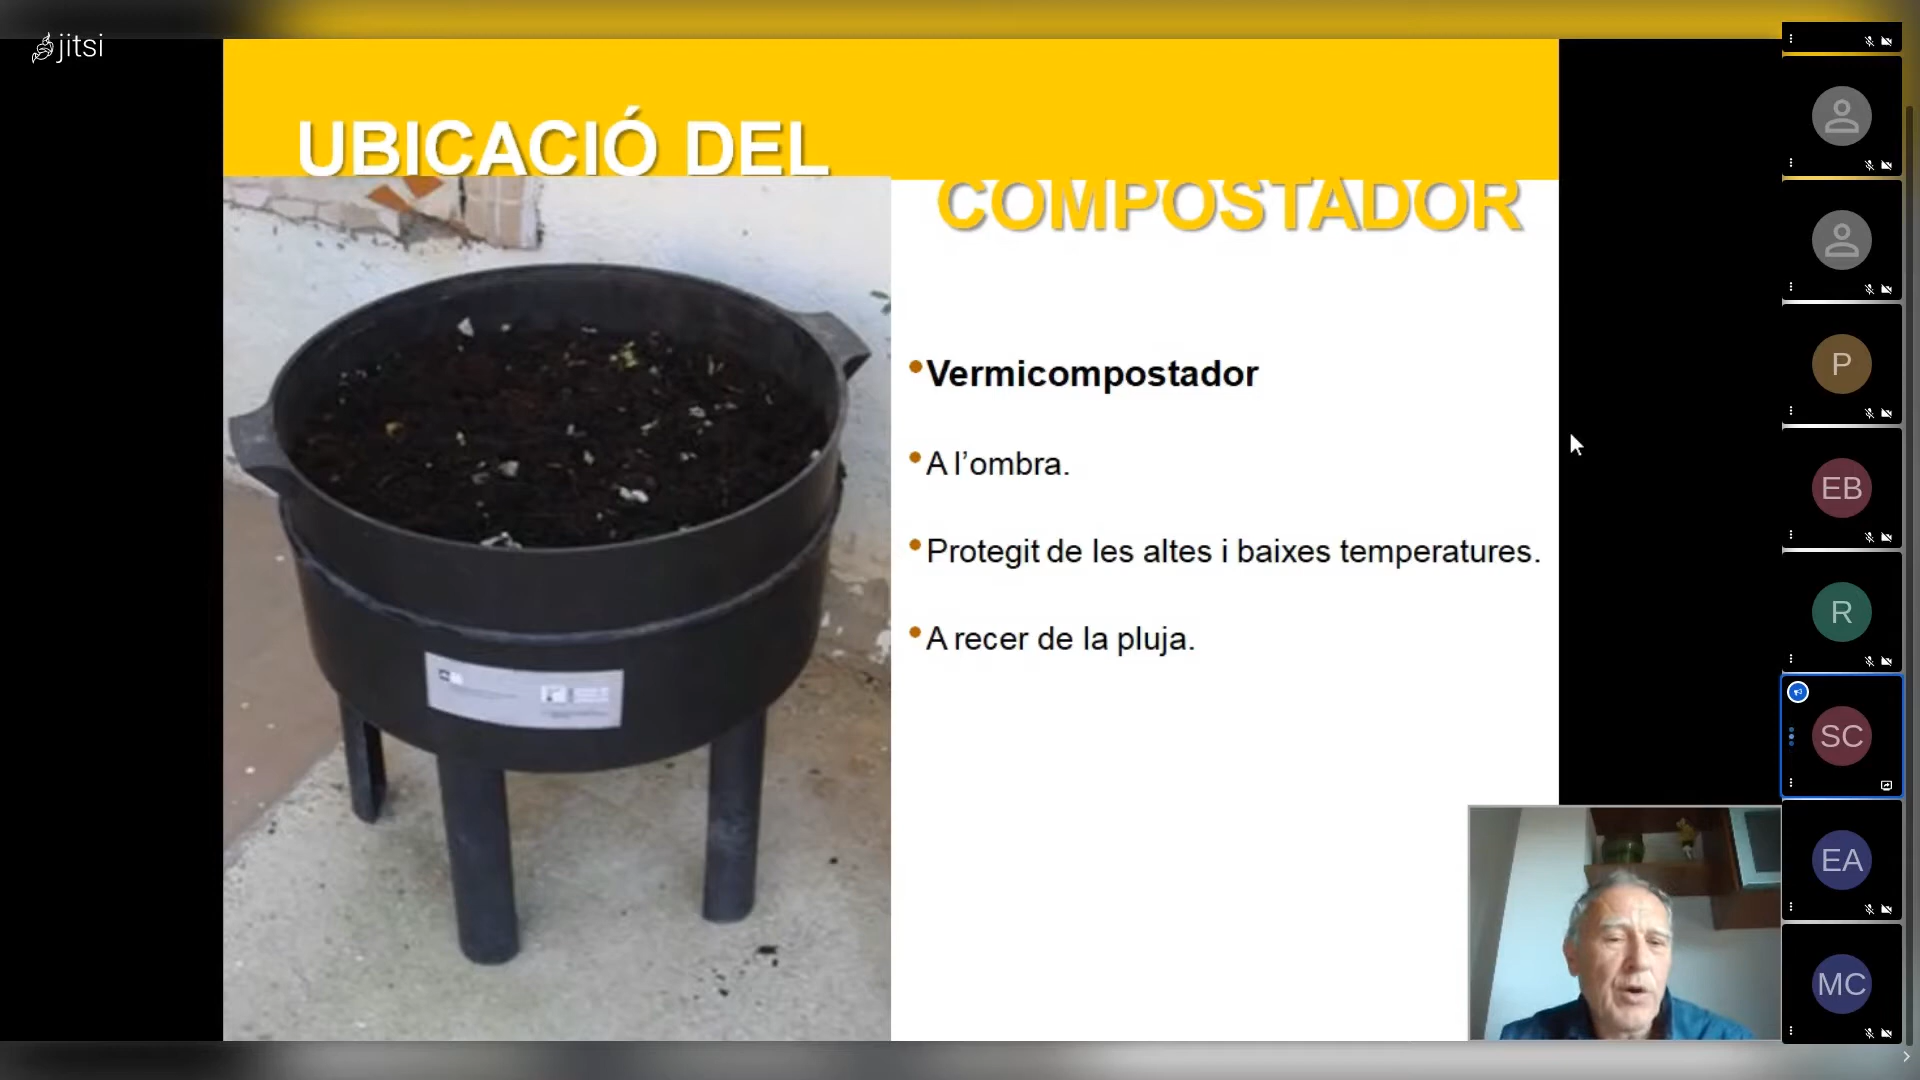 jitsi
UBICACIÓ DEL
COMPOSTADOR
•Vermicompostador
•A l’ombra.
•Protegit de les altes i baixes temperatures.
•A recer de la pluja.
P
EB
R
SC
EA
MC